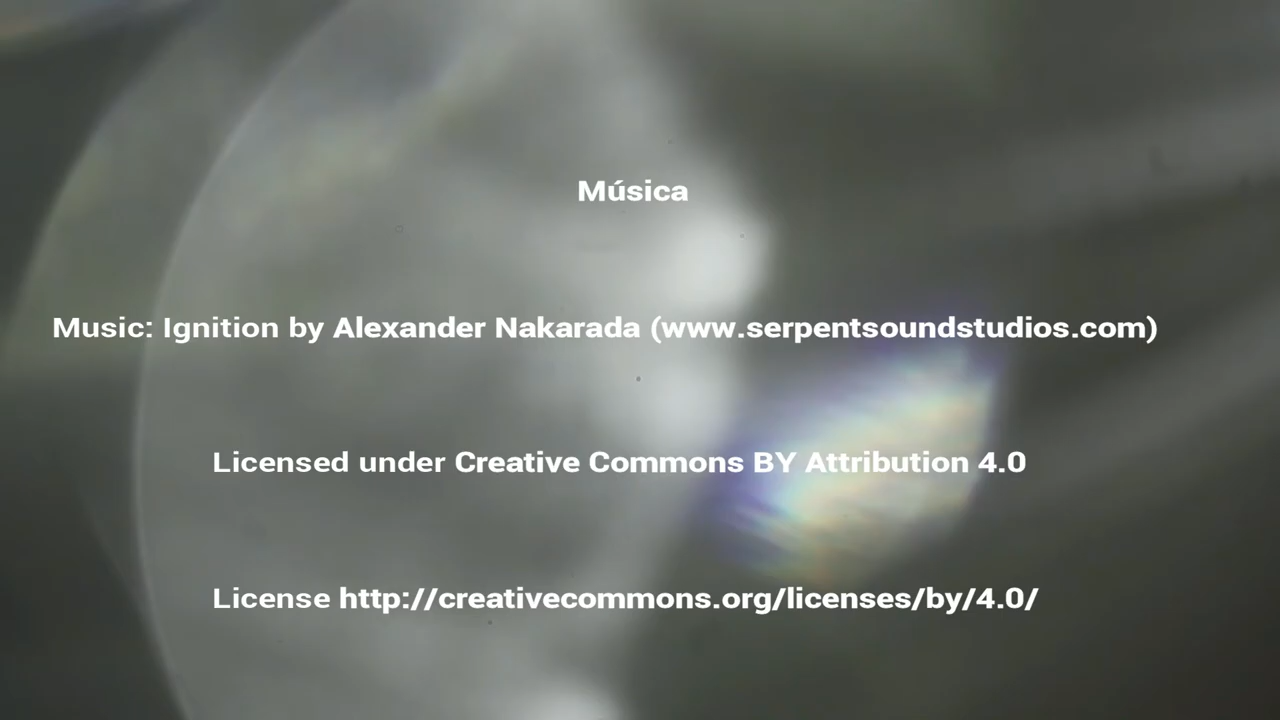 Música
Music: Ignition by Alexander Nakarada (www.serpentsoundstudios.com)
Licensed under Creative Commons BY Attribution 4.0
License http://creativecommons.org/licenses/by/4.0/